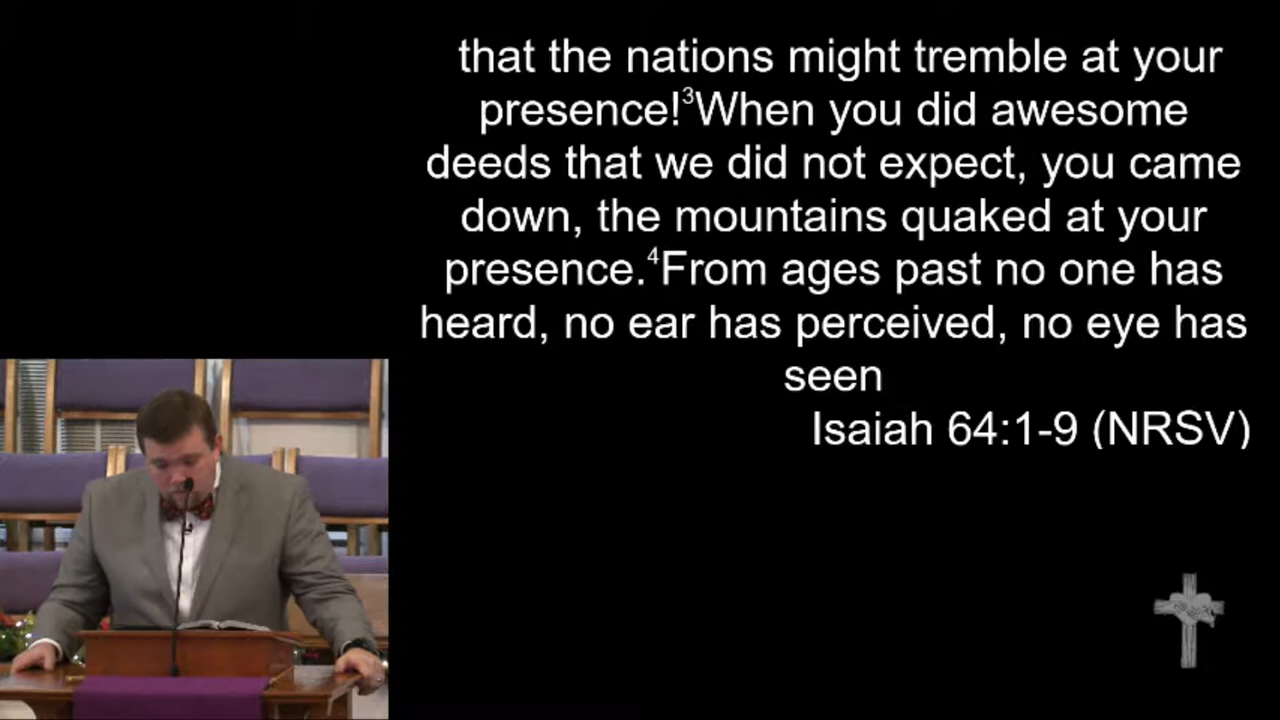 that the nations might tremble at your
presence!³When you did awesome
deeds that we did not expect, you came
down, the mountains quaked at your
presence.⁴From ages past no one has
heard, no ear has perceived, no eye has
seen
Isaiah 64:1-9 (NRSV)